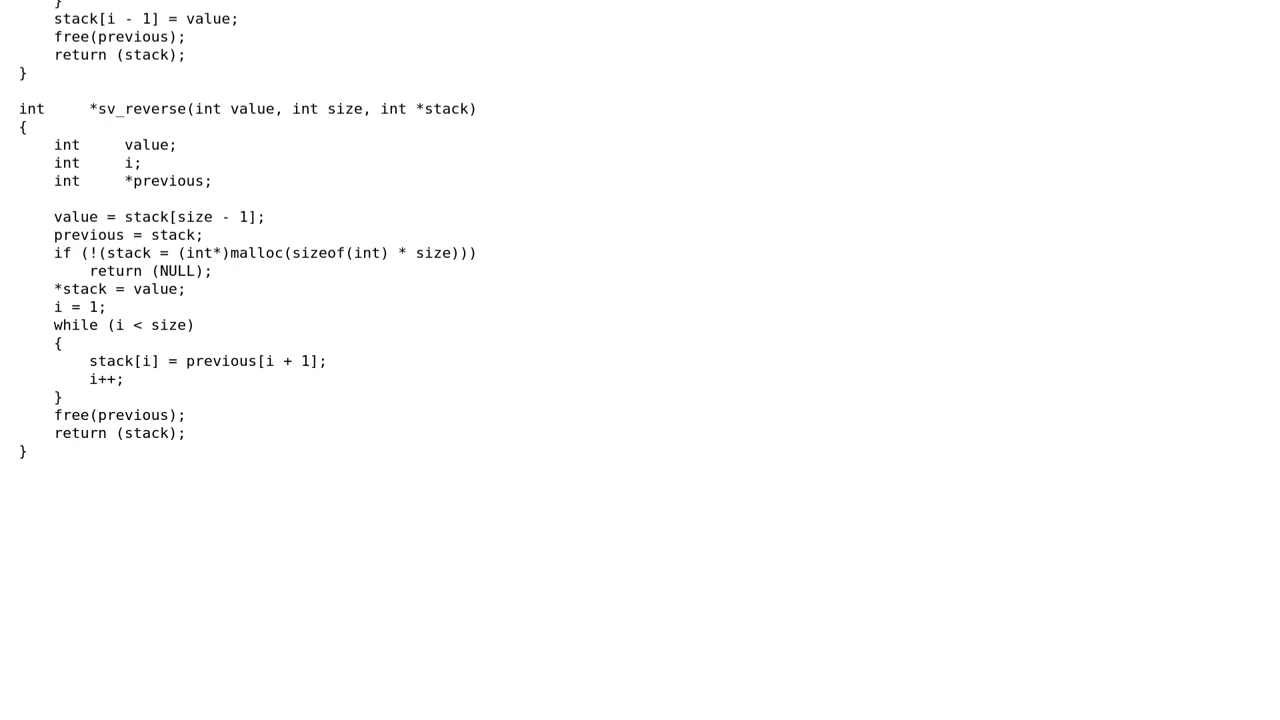 }
    stack[i - 1] = value;
    free(previous);
    return (stack);
}

int     *sv_reverse(int value, int size, int *stack)
{
    int     value;
    int     i;
    int     *previous;

    value = stack[size - 1];
    previous = stack;
    if (!(stack = (int*)malloc(sizeof(int) * size)))
        return (NULL);
    *stack = value;
    i = 1;
    while (i < size)
    {
        stack[i] = previous[i + 1];
        i++;
    }
    free(previous);
    return (stack);
}